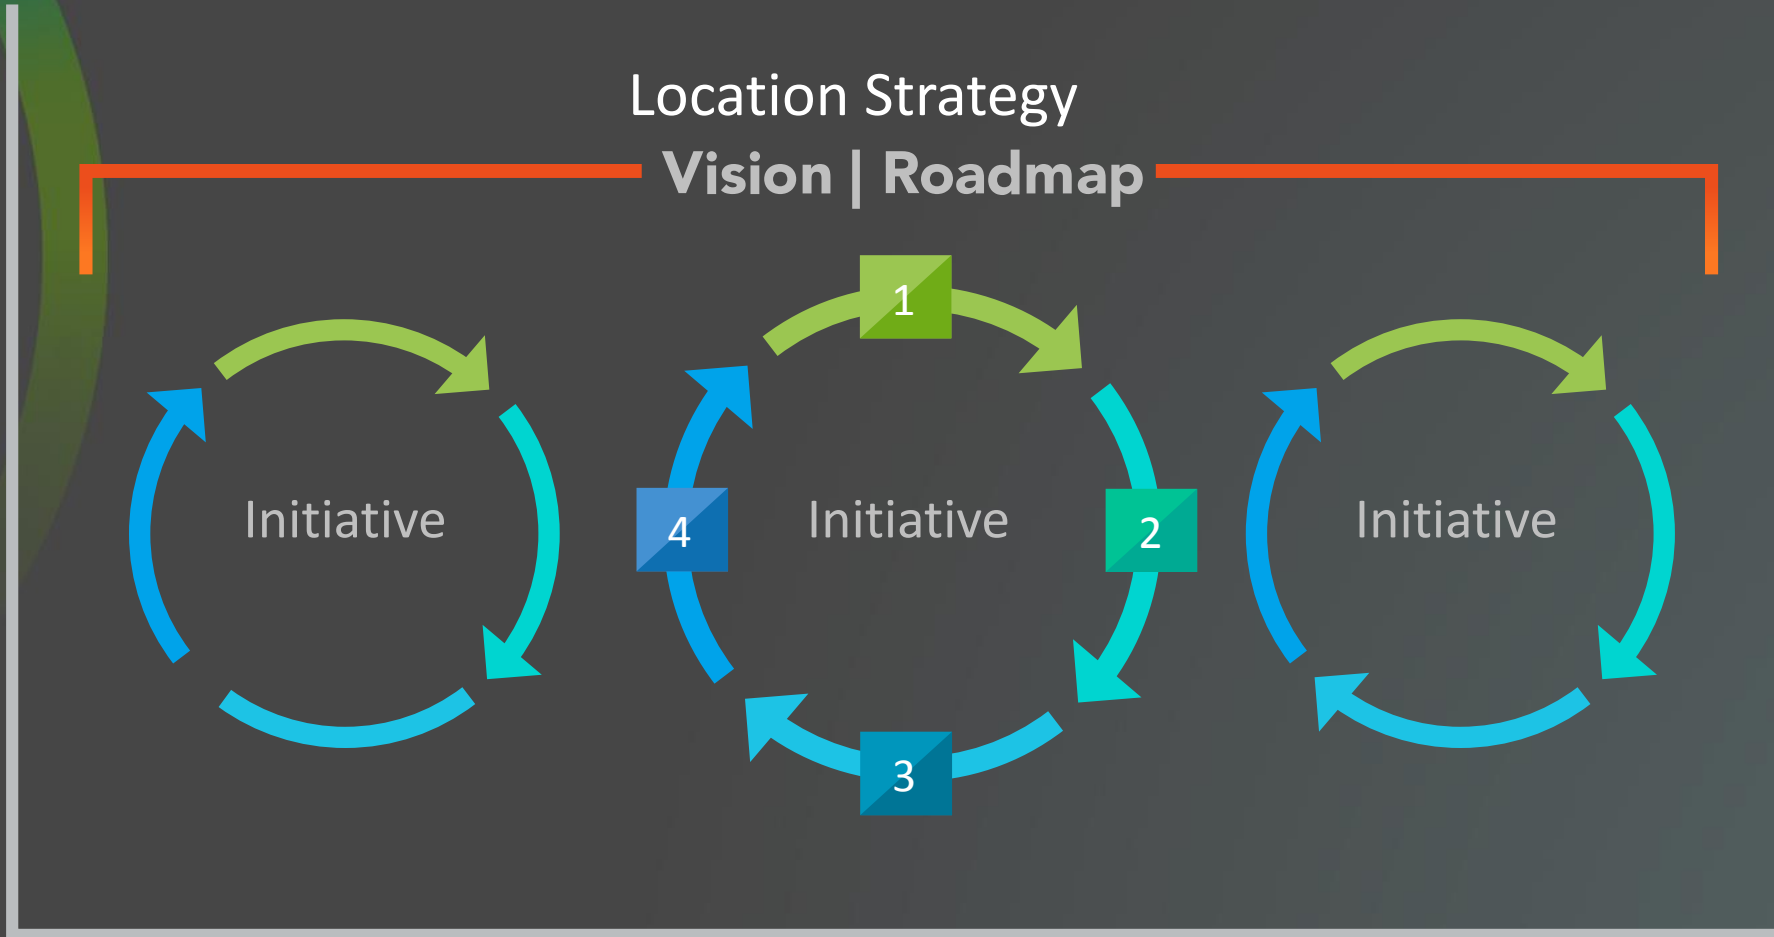 Location Strategy
Vision | Roadmap
1
Initiative
4
Initiative
2
Initiative
3